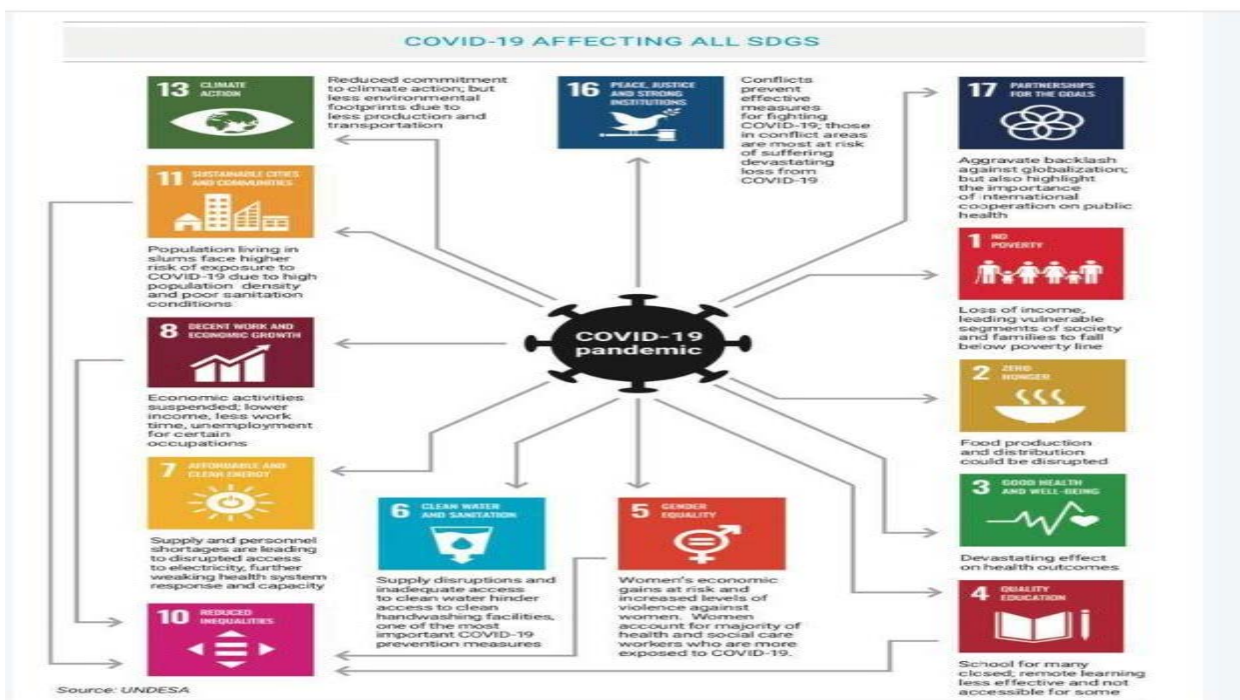 COVID-19 AFFECTING ALL SDGS
13 CLIMATE
ACTION
Reduced commitment
to climate action; but
less environmental
footprints due to
less production and
transportation
16 PEACE, JUSTICE
AND STRONG
INSTITUTIONS
Conflicts
prevent
effective
measures
for fighting
COVID-19; those
in conflict areas
are most at risk
of suffering
devastating
loss from
COVID-19
17 PARTNERSHIPS
FOR THE GOALS
Aggravate backlash
against globalization;
but also highlight
the importance
of international
cooperation on public
health
11 SUSTAINABLE CITIES
AND COMMUNITIES
Population living in
slums face higher
risk of exposure to
COVID-19 due to high
population density
and poor sanitation
conditions
1 NO
POVERTY
Loss of income,
leading vulnerable
segments of society
and families to fall
below poverty line
COVID-19
pandemic
8 DECENT WORK AND
ECONOMIC GROWTH
Economic activities
suspended; lower
income, less work
time, unemployment
for certain
occupations
2 ZERO
HUNGER
Food production
and distribution
could be disrupted
7 AFFORDABLE AND
CLEAN ENERGY
Supply and personnel
shortages are leading
to disrupted access
to electricity, further
weaking health system
response and capacity
6 CLEAN WATER
AND SANITATION
Supply disruptions and
inadequate access
to clean water hinder
access to clean
handwashing facilities,
one of the most
important COVID-19
prevention measures
5 GENDER
EQUALITY
Women's economic
gains at risk and
increased levels of
violence against
women. Women
account for majority of
health and social care
workers who are more
exposed to COVID-19.
3 GOOD HEALTH
AND WELL-BEING
Devastating effect
on health outcomes
10 REDUCED
INEQUALITIES
4 QUALITY
EDUCATION
School for many
closed; remote learning
less effective and not
accessible for some
Source: UNDESA